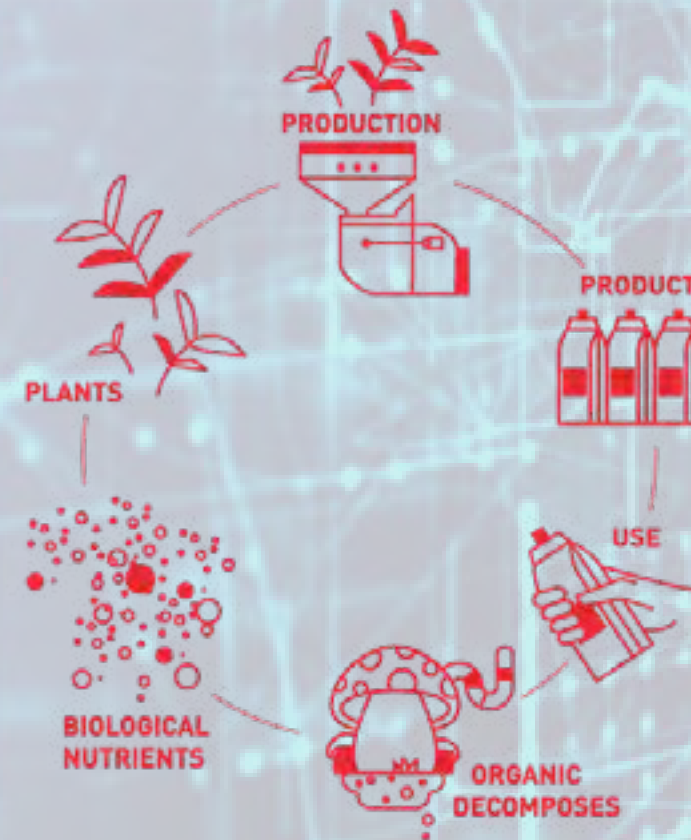 PRODUCTION
PRODUCT
PLANTS
USE
BIOLOGICAL
NUTRIENTS
ORGANIC
DECOMPOSES